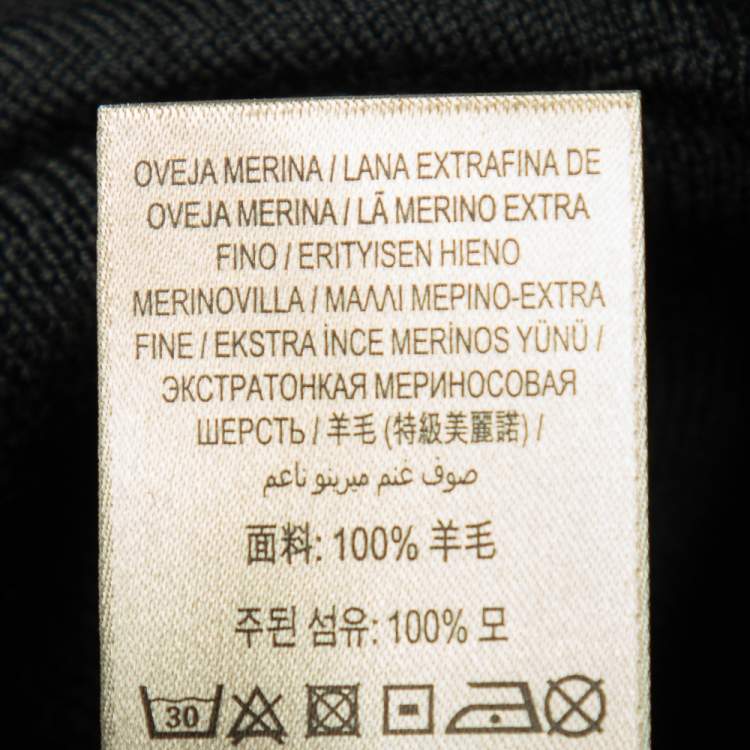 OVEJA MERINA / LANA EXTRAFINA DE
OVEJA MERINA / LÃ MERINO EXTRA
FINO / ERITYISEN HIENO
MERINOVILLA / ΜΑΛΛΙ ΜΕΡΙΝΟ-EXTRA
FINE / EKSTRA İNCE MERİNOS YÜNÜ /
ЭКСТРАТОНКАЯ МЕРИНОСОВАЯ
ШЕРСТЬ / 羊毛 (特級美麗諾) /
صوف غنم ميرينو ناعم
面料: 100% 羊毛
주된 섬유: 100% 모
30